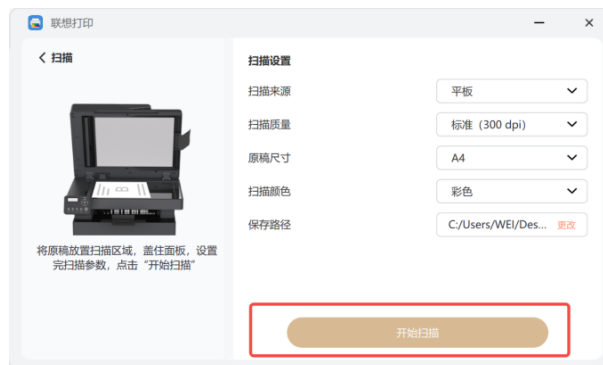 联想打印
扫描
将原稿放置扫描区域，盖住面板，设置
完扫描参数，点击“开始扫描”
扫描设置
扫描来源 平板
扫描质量 标准（300 dpi）
原稿尺寸 A4
扫描颜色 彩色
保存路径 C:/Users/WEI/Des... 更改
开始扫描